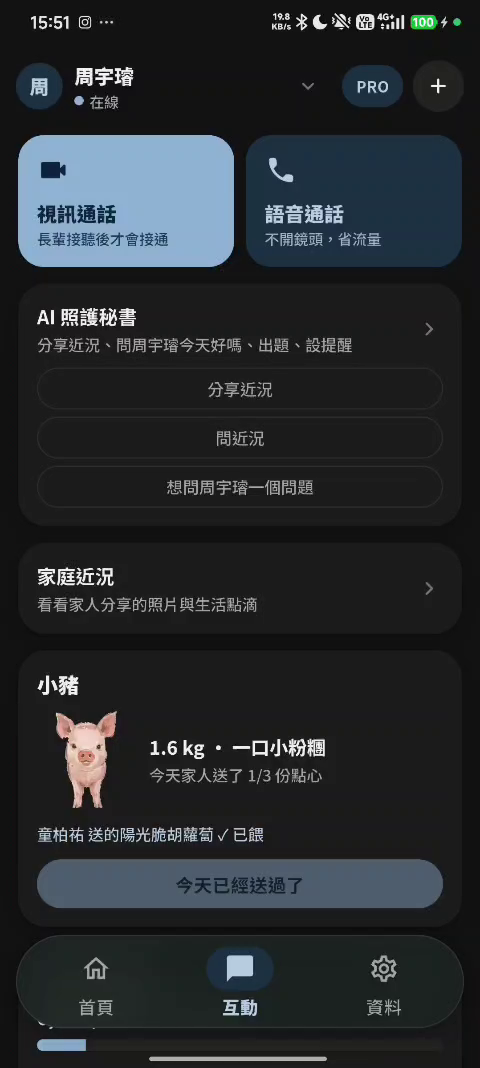 15:51
19.8 KB/s
Vo LTE
4G+
100
周
周宇璿
在線
PRO
視訊通話
長輩接聽後才會接通
語音通話
不開鏡頭，省流量
AI 照護秘書
分享近況、問周宇璿今天好嗎、出題、設提醒
分享近況
問近況
想問周宇璿一個問題
家庭近況
看看家人分享的照片與生活點滴
小豬
1.6 kg · 一口小粉糰
今天家人送了 1/3 份點心
童柏祐 送的陽光脆胡蘿蔔 ✓ 已餵
今天已經送過了
首頁
互動
資料